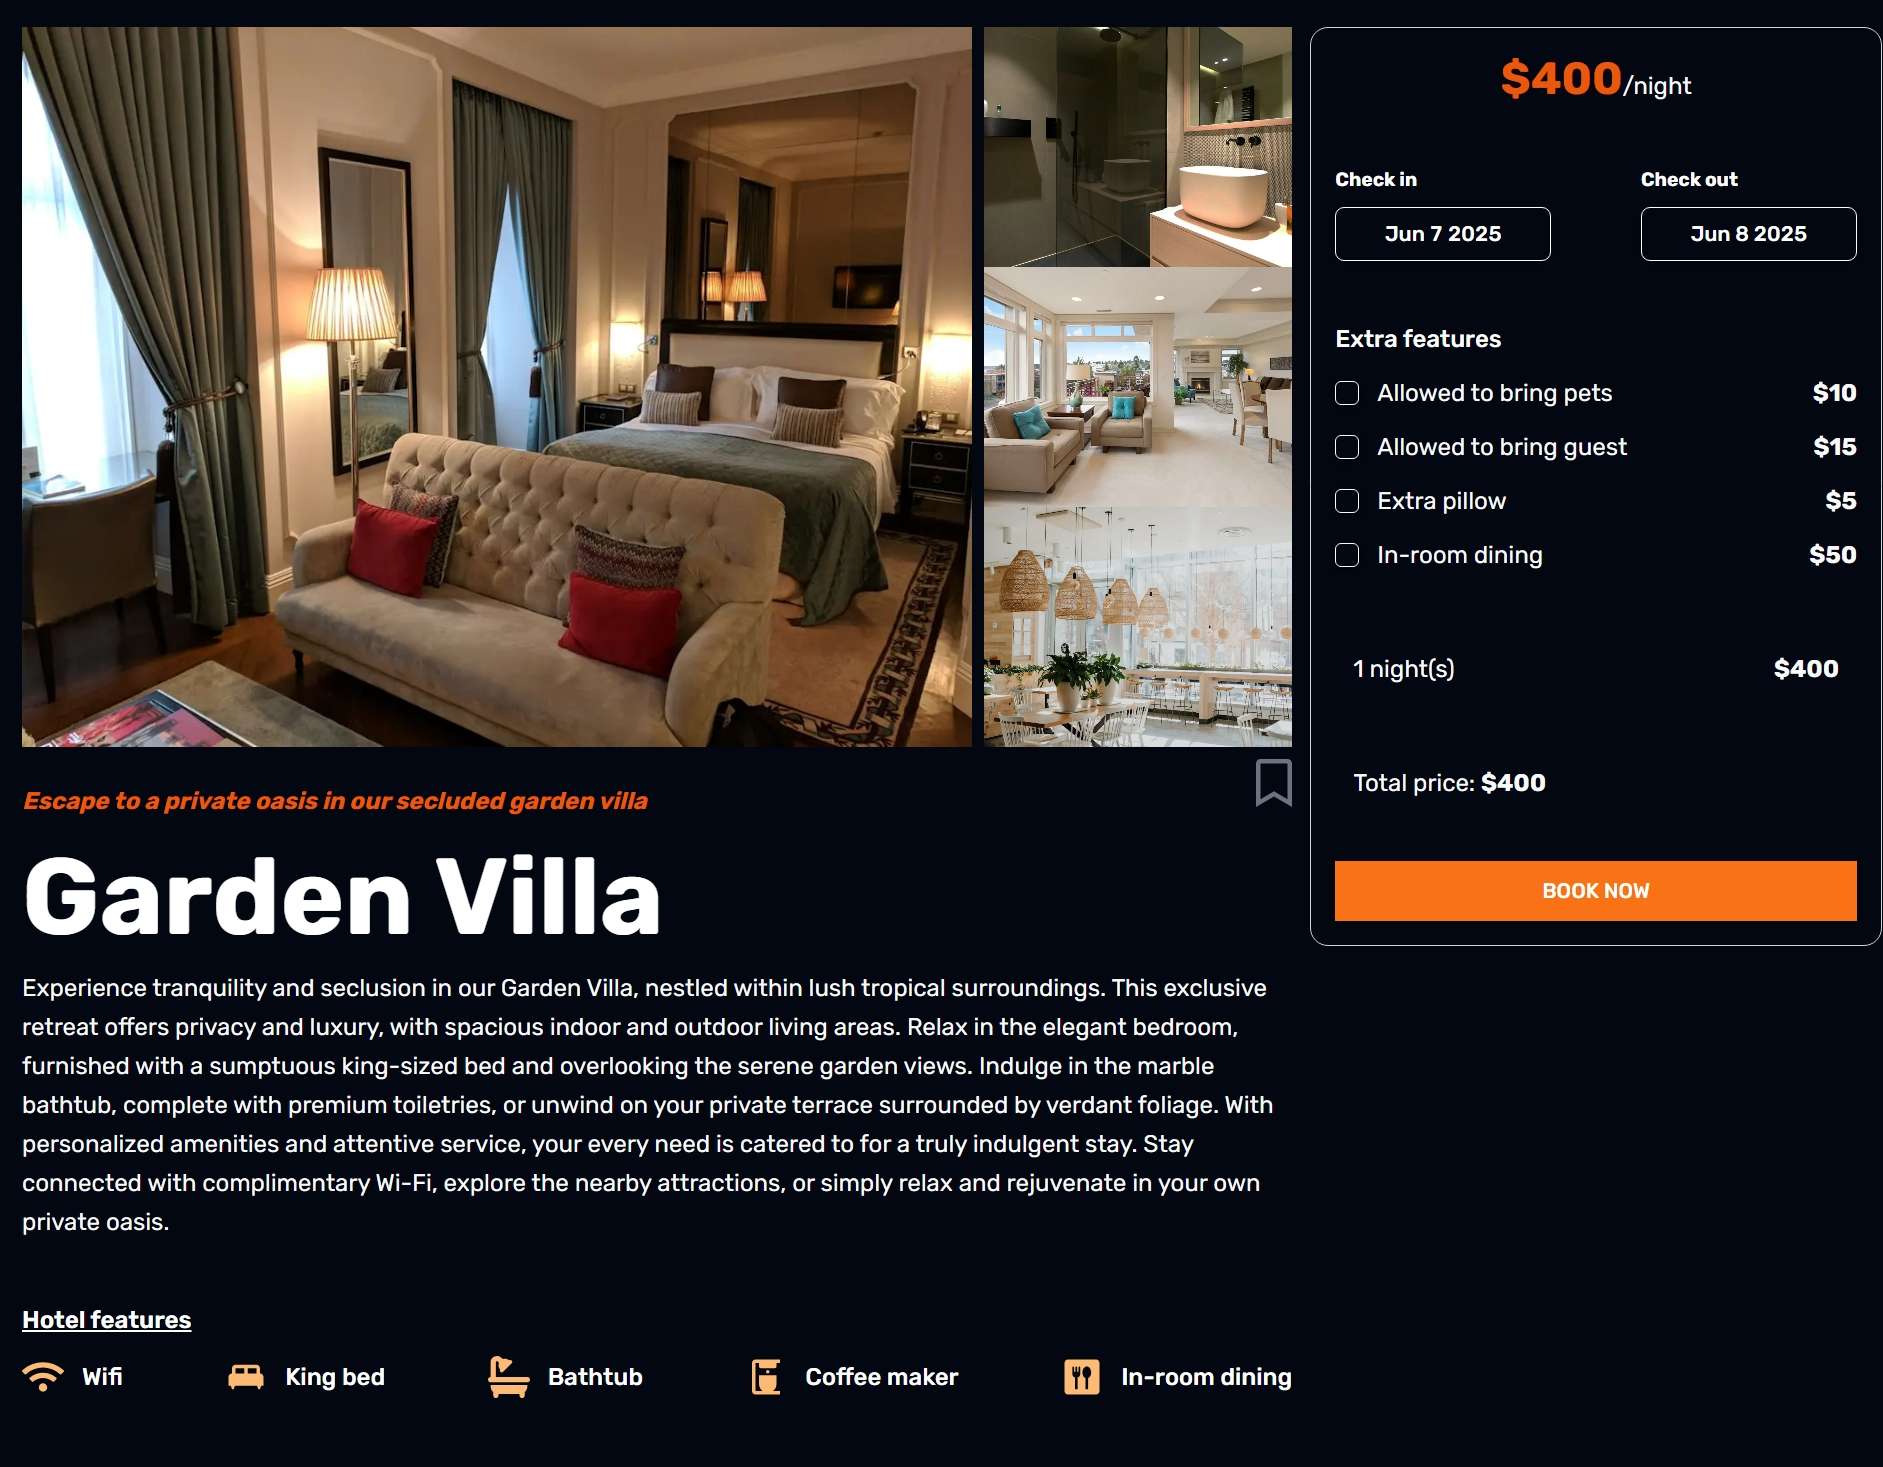 $400/night
Check in
Check out
Jun 7 2025
Jun 8 2025
Extra features
Allowed to bring pets $10
Allowed to bring guest $15
Extra pillow $5
In-room dining $50
1 night(s) $400
Total price: $400
BOOK NOW
Escape to a private oasis in our secluded garden villa
Garden Villa
Experience tranquility and seclusion in our Garden Villa, nestled within lush tropical surroundings. This exclusive
retreat offers privacy and luxury, with spacious indoor and outdoor living areas. Relax in the elegant bedroom,
furnished with a sumptuous king-sized bed and overlooking the serene garden views. Indulge in the marble
bathtub, complete with premium toiletries, or unwind on your private terrace surrounded by verdant foliage. With
personalized amenities and attentive service, your every need is catered to for a truly indulgent stay. Stay
connected with complimentary Wi-Fi, explore the nearby attractions, or simply relax and rejuvenate in your own
private oasis.
Hotel features
Wifi
King bed
Bathtub
Coffee maker
In-room dining